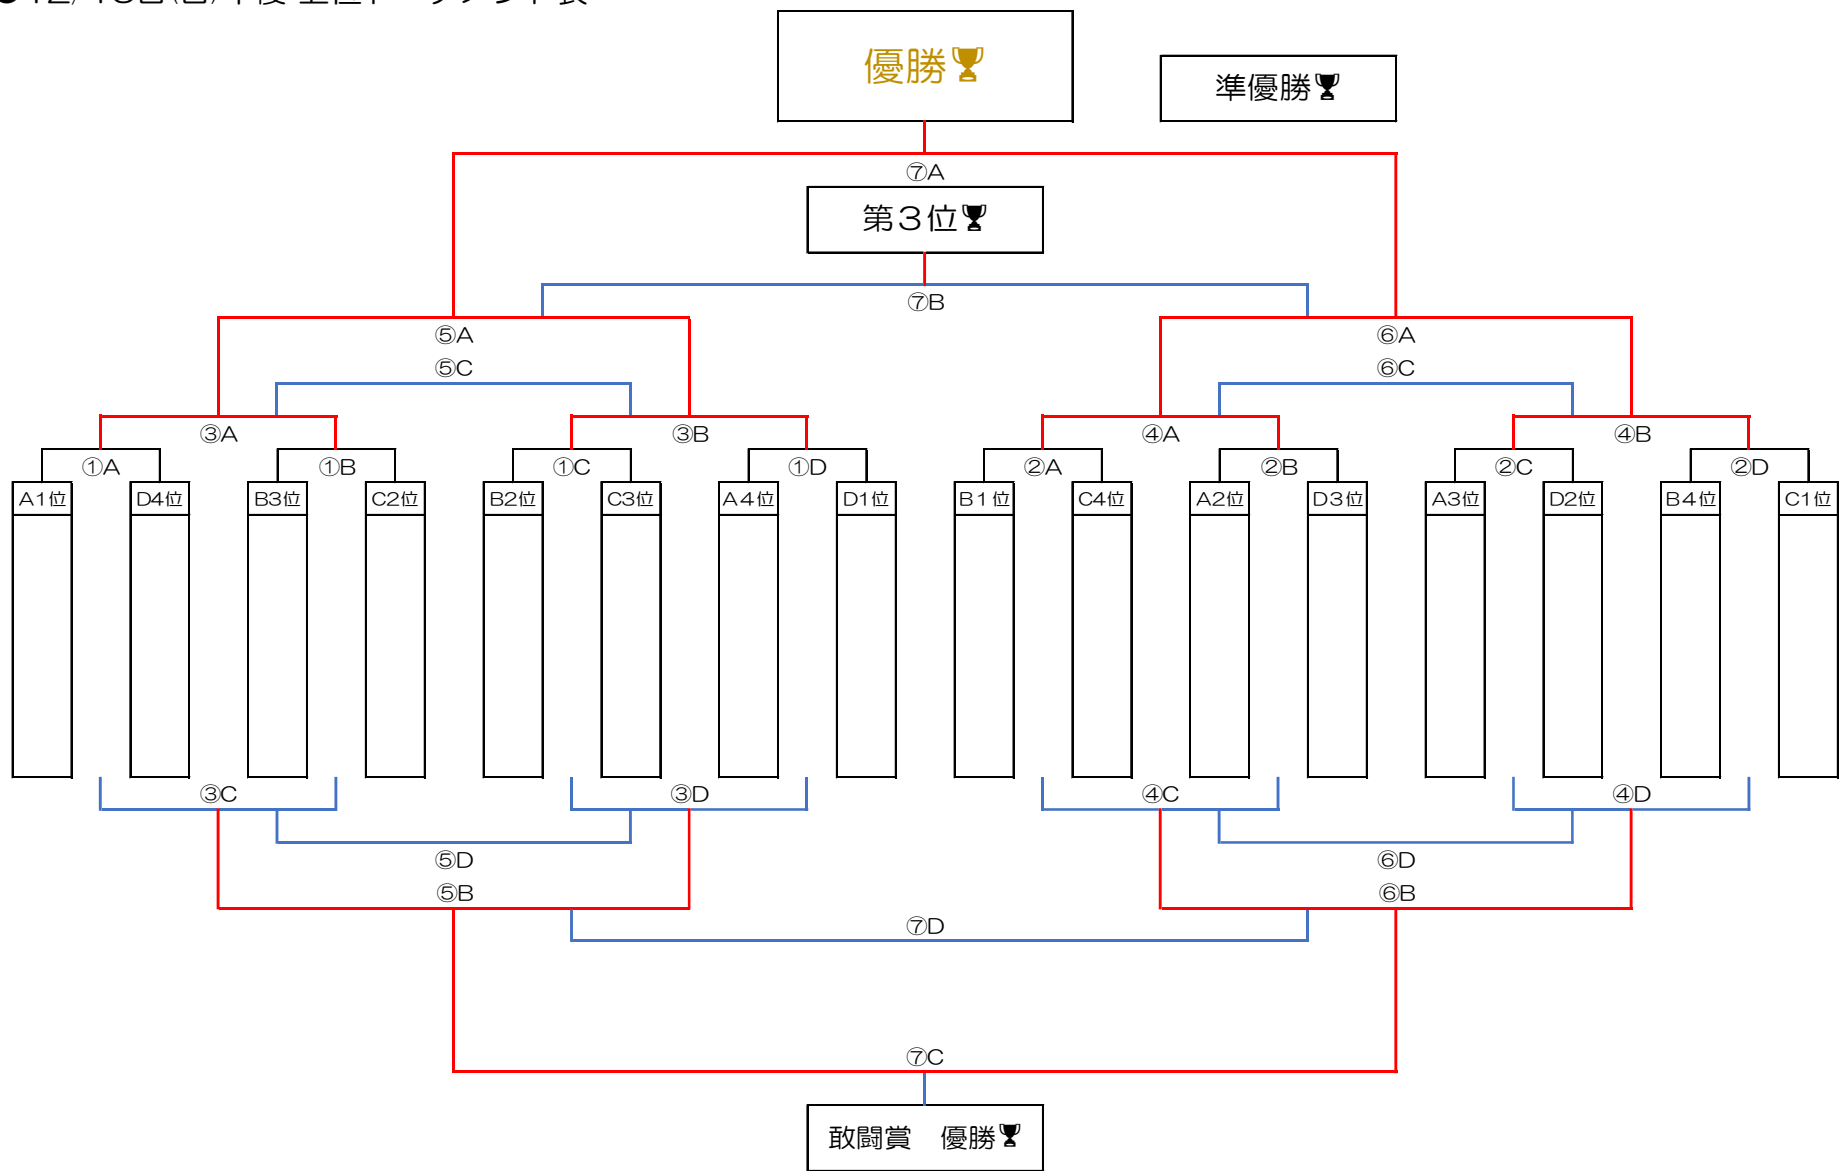 優勝
準優勝
⑦A
第3位
⑦B
⑤A
⑥A
⑤C
⑥C
③A
③B
④A
④B
①A
①B
①C
①D
②A
②B
②C
②D
A1位 D4位 B3位 C2位 B2位 C3位 A4位 D1位 B1位 C4位 A2位 D3位 A3位 D2位 B4位 C1位
③C
③D
④C
④D
⑤D
⑥D
⑤B
⑥B
⑦D
⑦C
敢闘賞 優勝